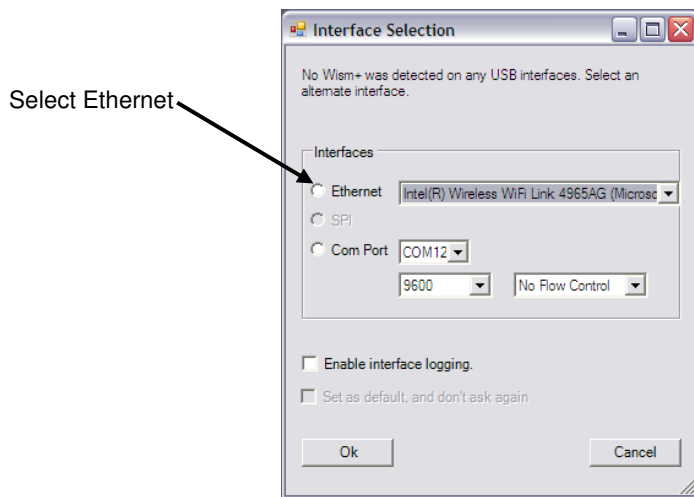 Interface Selection
No Wism+ was detected on any USB interfaces. Select an
alternate interface.
Select Ethernet
Interfaces
Ethernet Intel(R) Wireless WiFi Link 4965AG (Microsc
SPI
Com Port COM12
9600 No Flow Control
Enable interface logging.
Set as default, and don't ask again
Ok Cancel